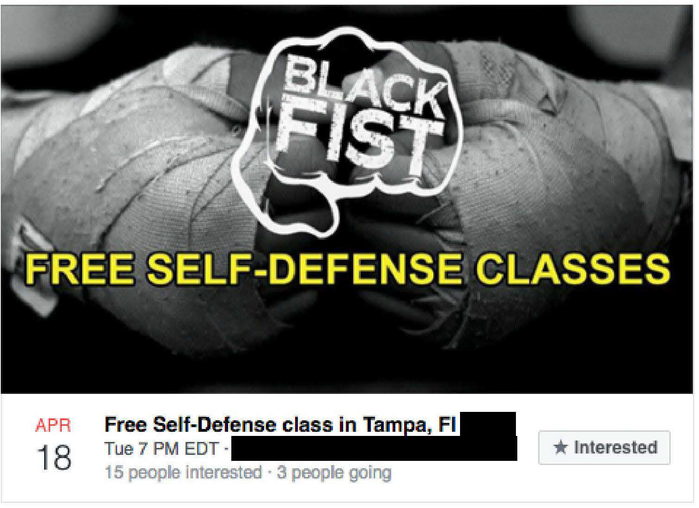 BLACK
FIST
FREE SELF-DEFENSE CLASSES
APR
18
Free Self-Defense class in Tampa, Fl
Tue 7 PM EDT ·
15 people interested · 3 people going
★ Interested